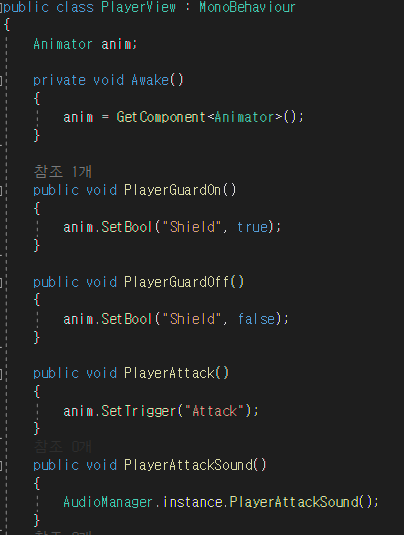 public class PlayerView : MonoBehaviour
{
Animator anim;
private void Awake()
{
anim = GetComponent<Animator>();
}
참조 1개
public void PlayerGuardOn()
{
anim.SetBool("Shield", true);
}
public void PlayerGuardOff()
{
anim.SetBool("Shield", false);
}
public void PlayerAttack()
{
anim.SetTrigger("Attack");
}
참조 0개
public void PlayerAttackSound()
{
AudioManager.instance.PlayerAttackSound();
}